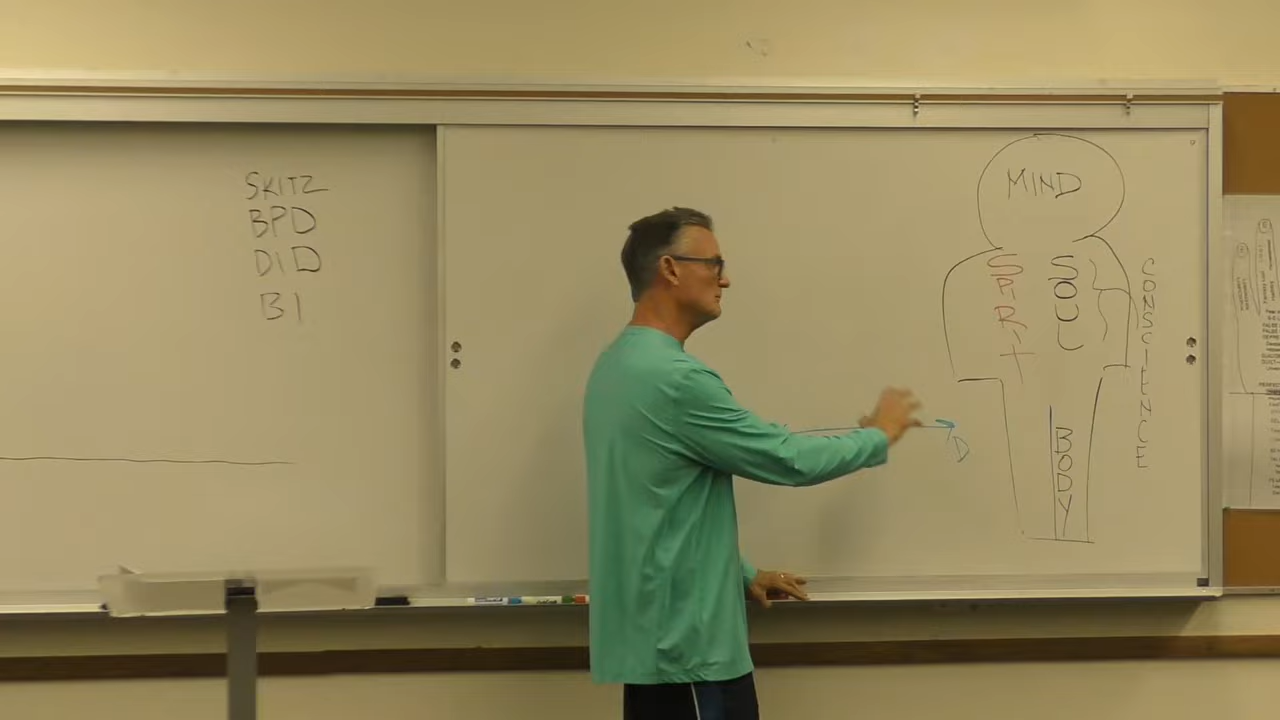 SKITZ
BPD
DID
BI
MIND
SPIRIT
SOUL
CONSCIENCE
BODY
D